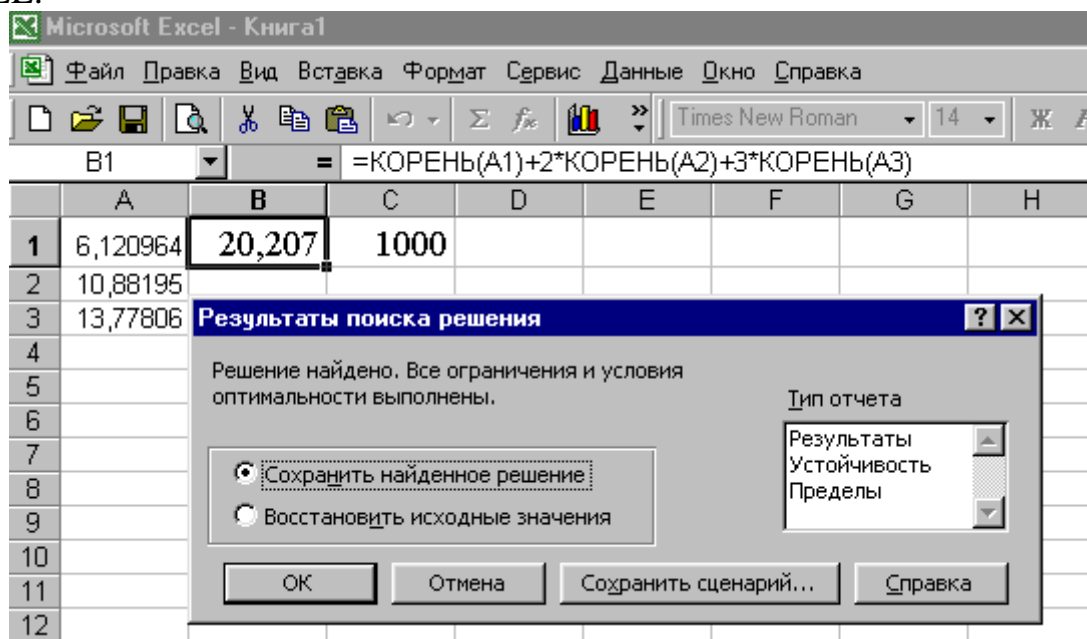 Microsoft Excel - Книга1
Файл Правка Вид Вставка Формат Сервис Данные Окно Справка
Times New Roman 14 Ж
B1 = =КОРЕНЬ(A1)+2*КОРЕНЬ(A2)+3*КОРЕНЬ(A3)
A B C D E F G H
1 6,120964 20,207 1000
2 10,88195
3 13,77806
Результаты поиска решения
4
Решение найдено. Все ограничения и условия
5
оптимальности выполнены.
Тип отчета
6
Результаты
7
Сохранить найденное решение
Устойчивость
8
Пределы
9
Восстановить исходные значения
10
OK Отмена Сохранить сценарий... Справка
11
12